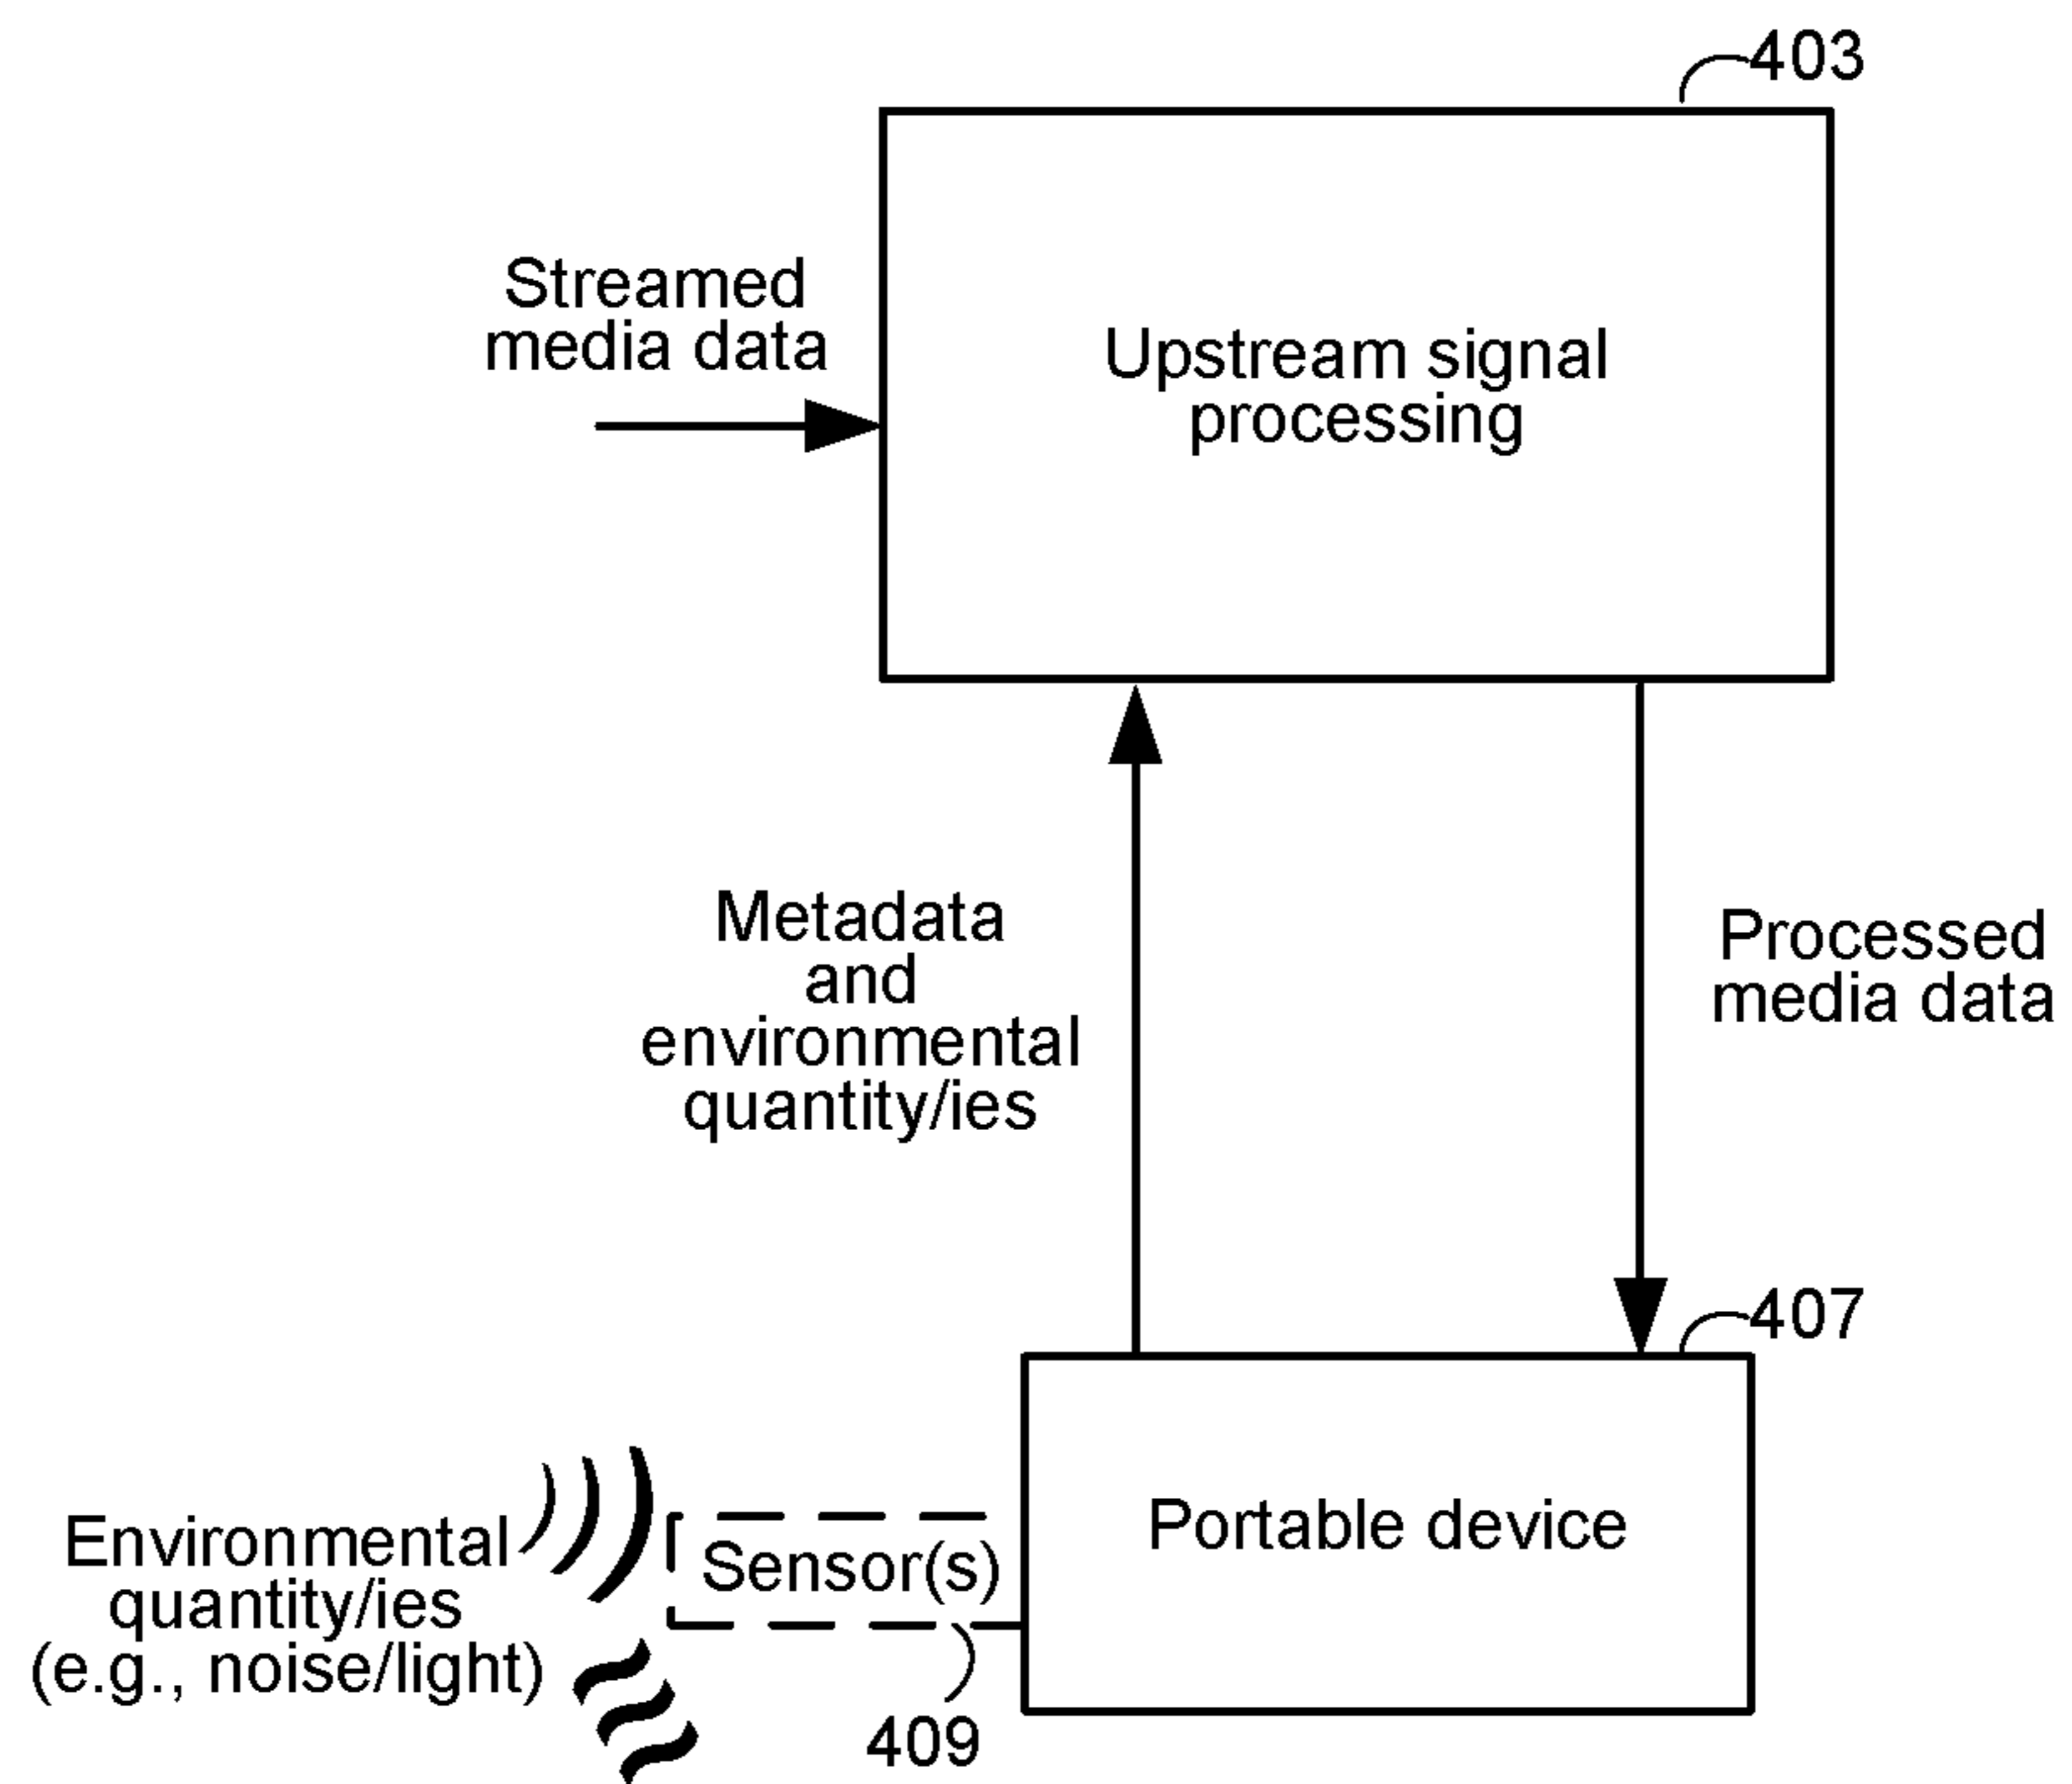 403
Streamed
media data
Upstream signal
processing
Metadata
and
environmental
quantity/ies
Processed
media data
407
Portable device
Sensor(s)
Environmental
quantity/ies
(e.g., noise/light)
409